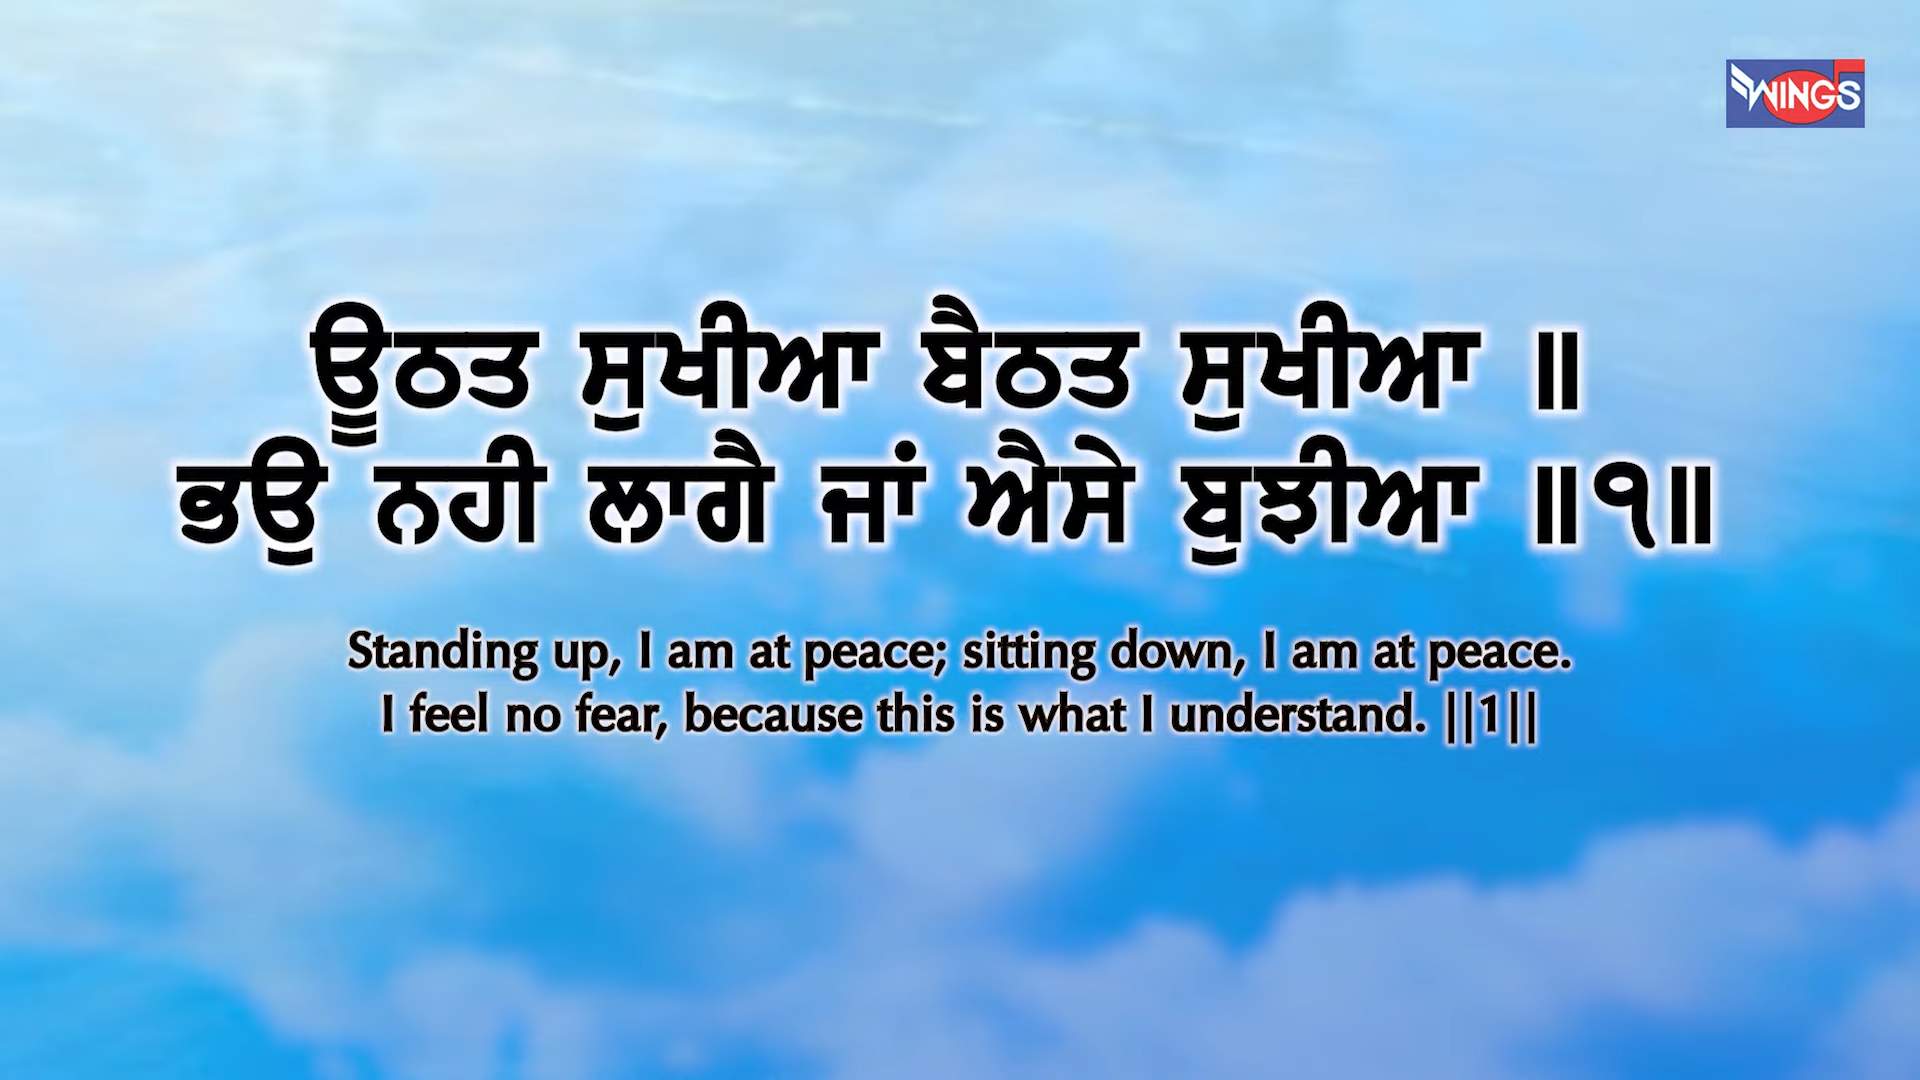 WINGS
ਊਠਤ ਸੁਖੀਆ ਬੈਠਤ ਸੁਖੀਆ ॥
ਭਉ ਨਹੀ ਲਾਗੈ ਜਾਂ ਐਸੇ ਬੁਝੀਆ ॥੧॥
Standing up, I am at peace; sitting down, I am at peace.
I feel no fear, because this is what I understand. ||1||